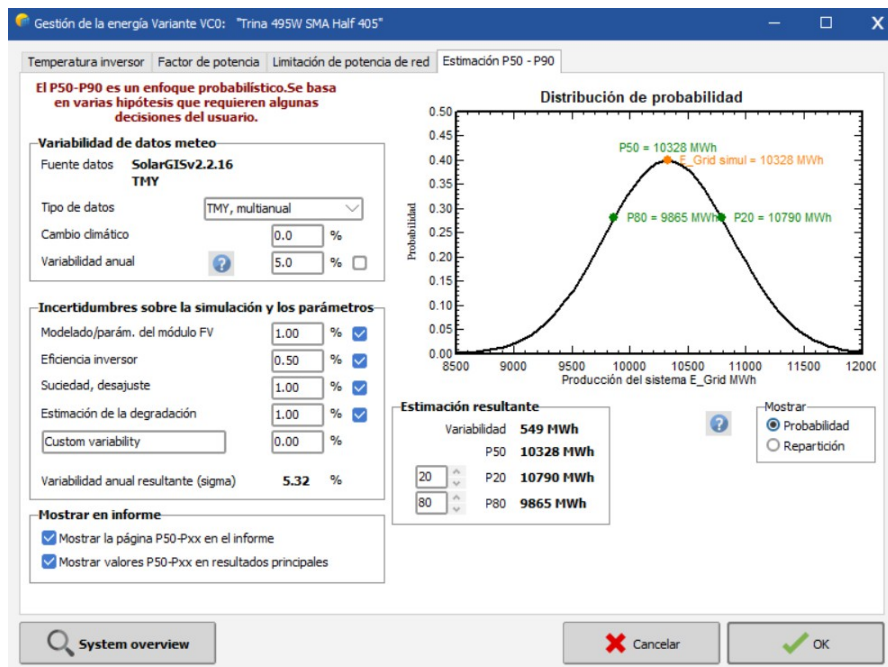 Gestión de la energía Variante VC0: "Trina 495W SMA Half 405"
Temperatura inversor
Factor de potencia
Limitación de potencia de red
Estimación P50 - P90
El P50-P90 es un enfoque probabilístico.Se basa
en varias hipótesis que requieren algunas
decisiones del usuario.
Variabilidad de datos meteo
Fuente datos SolarGISv2.2.16
TMY
Tipo de datos TMY, multianual
Cambio climático 0.0 %
Variabilidad anual ? 5.0 %
Incertidumbres sobre la simulación y los parámetros
Modelado/parám. del módulo FV 1.00 %
Eficiencia inversor 0.50 %
Suciedad, desajuste 1.00 %
Estimación de la degradación 1.00 %
Custom variability 0.00 %
Variabilidad anual resultante (sigma) 5.32 %
Mostrar en informe
Mostrar la página P50-Pxx en el informe
Mostrar valores P50-Pxx en resultados principales
Distribución de probabilidad
0.50
0.45
0.40
0.35
0.30
0.25
0.20
0.15
0.10
0.05
0.00
Probabilidad
P50 = 10328 MWh
E_Grid simul = 10328 MWh
P80 = 9865 MWh
P20 = 10790 MWh
8500 9000 9500 10000 10500 11000 11500 12000
Producción del sistema E_Grid MWh
Estimación resultante
Variabilidad 549 MWh
P50 10328 MWh
20 P20 10790 MWh
80 P80 9865 MWh
?
Mostrar
Probabilidad
Repartición
System overview
Cancelar
OK